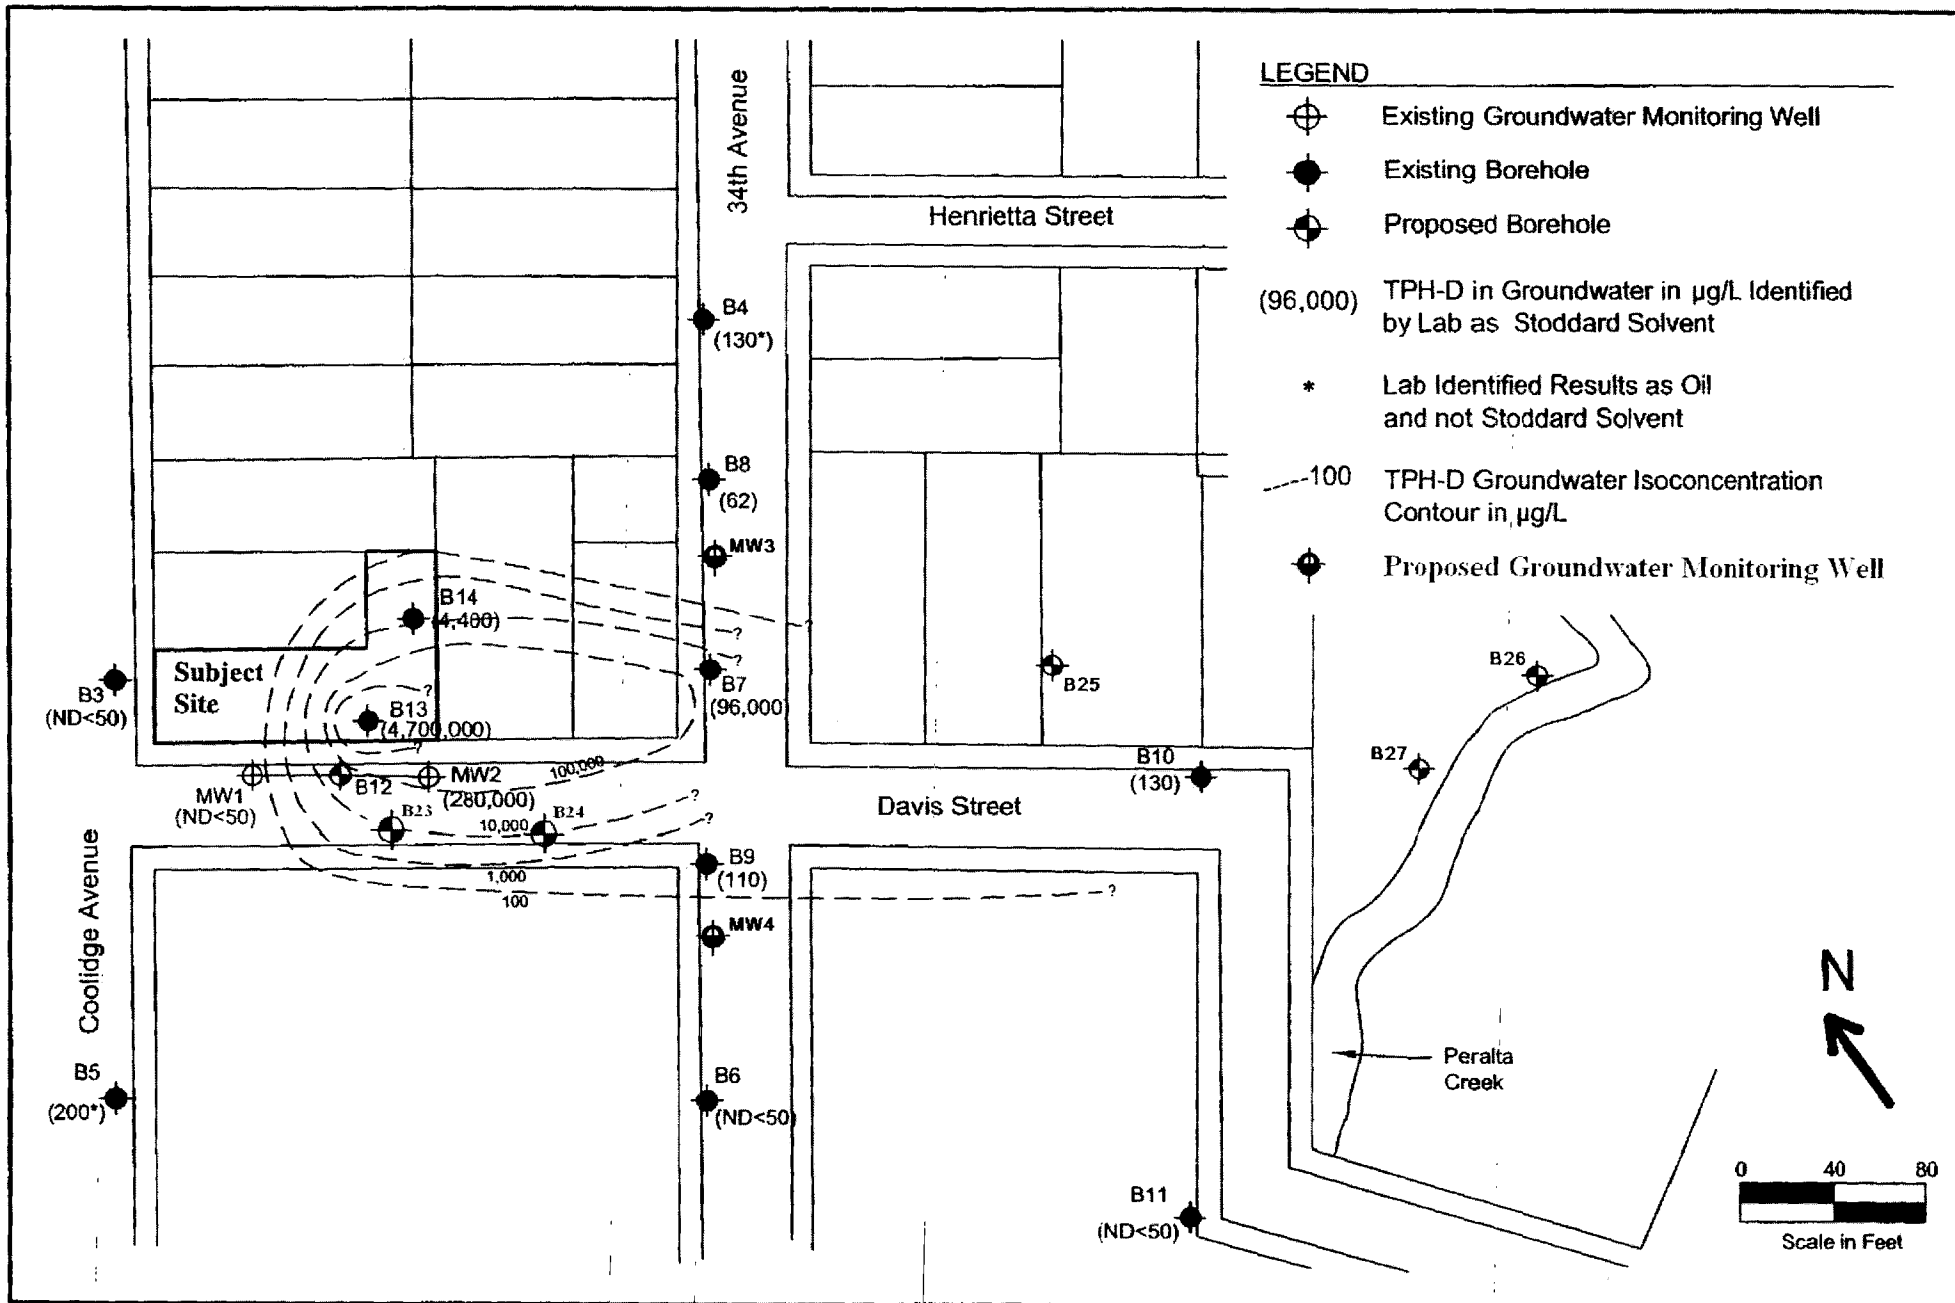 LEGEND
Existing Groundwater Monitoring Well
Existing Borehole
Proposed Borehole
(96,000) TPH-D in Groundwater in µg/L Identified
by Lab as Stoddard Solvent
* Lab Identified Results as Oil
and not Stoddard Solvent
100 TPH-D Groundwater Isoconcentration
Contour in µg/L
Proposed Groundwater Monitoring Well
34th Avenue
Henrietta Street
B4
(130*)
B8
(62)
MW3
B14
(4,400)
?
?
?
Subject
Site
B3
(ND<50)
?
B13
(4,700,000)
?
B7
(96,000
B25
B26
B27
B10
(130)
MW1
(ND<50)
B12
MW2
(280,000)
100,000
B23
B24
10,000
?
?
Davis Street
B9
(110)
1,000
100
?
MW4
Coolidge Avenue
B5
(200*)
B6
(ND<50)
B11
(ND<50)
Peralta
Creek
N
0 40 80
Scale in Feet